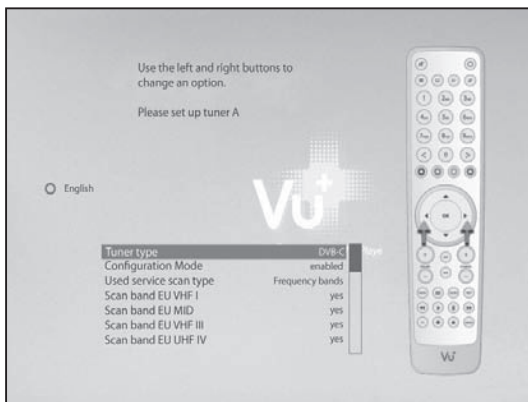 Use the left and right buttons to
change an option.
Please set up tuner A
English
Vu+
Tuner type DVB-C
Configuration Mode enabled
Used service scan type Frequency bands
Scan band EU VHF I yes
Scan band EU MID yes
Scan band EU VHF III yes
Scan band EU UHF IV yes
OK
Vu+